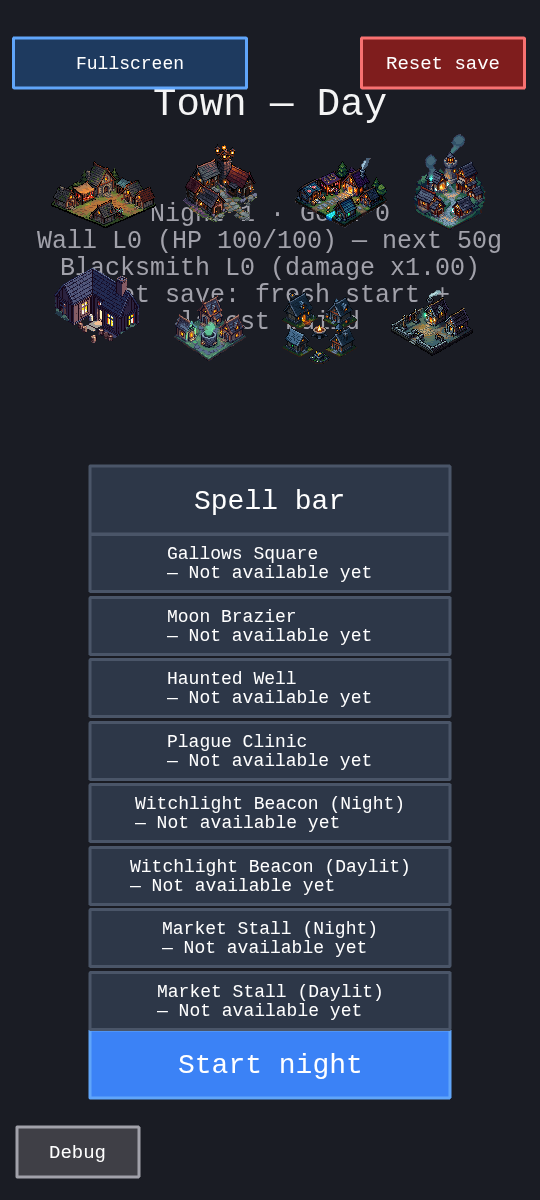 Fullscreen
Reset save
Town — Day
Night 1 · Gold 0
Wall L0 (HP 100/100) — next 50g
Blacksmith L0 (damage x1.00)
save: fresh start +
Spell bar
Gallows Square
— Not available yet
Moon Brazier
— Not available yet
Haunted Well
— Not available yet
Plague Clinic
— Not available yet
Witchlight Beacon (Night)
— Not available yet
Witchlight Beacon (Daylit)
— Not available yet
Market Stall (Night)
— Not available yet
Market Stall (Daylit)
— Not available yet
Start night
Debug